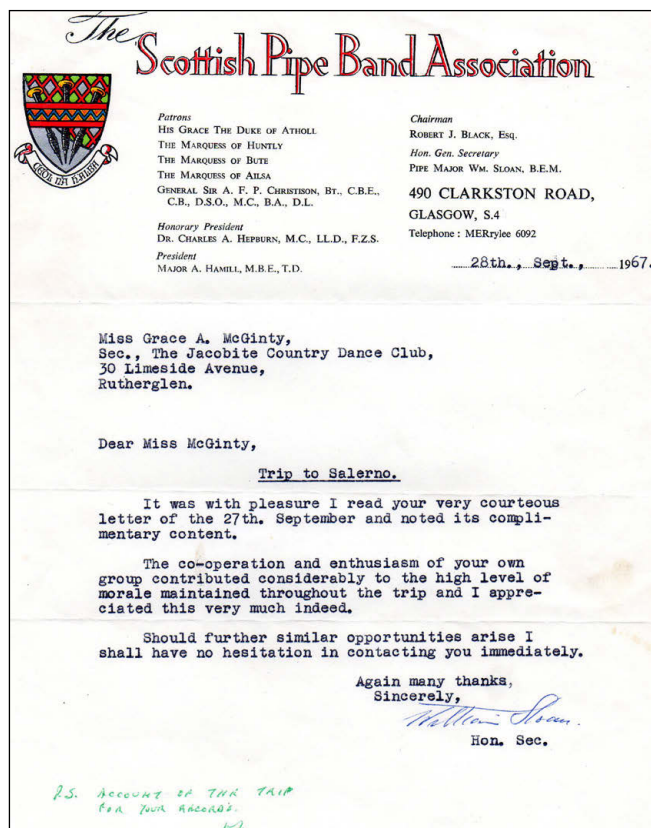 The Scottish Pipe Band Association
CEÒL NA H-ALBA
Patrons
HIS GRACE THE DUKE OF ATHOLL
THE MARQUESS OF HUNTLY
THE MARQUESS OF BUTE
THE MARQUESS OF AILSA
GENERAL SIR A. F. P. CHRISTISON, BT., C.B.E.,
C.B., D.S.O., M.C., B.A., D.L.
Honorary President
DR. CHARLES A. HEPBURN, M.C., LL.D., F.Z.S.
President
MAJOR A. HAMILL, M.B.E., T.D.
Chairman
ROBERT J. BLACK, ESQ.
Hon. Gen. Secretary
PIPE MAJOR WM. SLOAN, B.E.M.
490 CLARKSTON ROAD,
GLASGOW, S.4
Telephone : MERrylee 6092
28th., Sept., 1967.
Miss Grace A. McGinty,
Sec., The Jacobite Country Dance Club,
30 Limeside Avenue,
Rutherglen.
Dear Miss McGinty,
Trip to Salerno.
It was with pleasure I read your very courteous
letter of the 27th. September and noted its compli-
mentary content.
The co-operation and enthusiasm of your own
group contributed considerably to the high level of
morale maintained throughout the trip and I appre-
ciated this very much indeed.
Should further similar opportunities arise I
shall have no hesitation in contacting you immediately.
Again many thanks,
Sincerely,
William Sloan.
Hon. Sec.
P.S. ACCOUNT OF THE TRIP
FOR YOUR RECORDS.